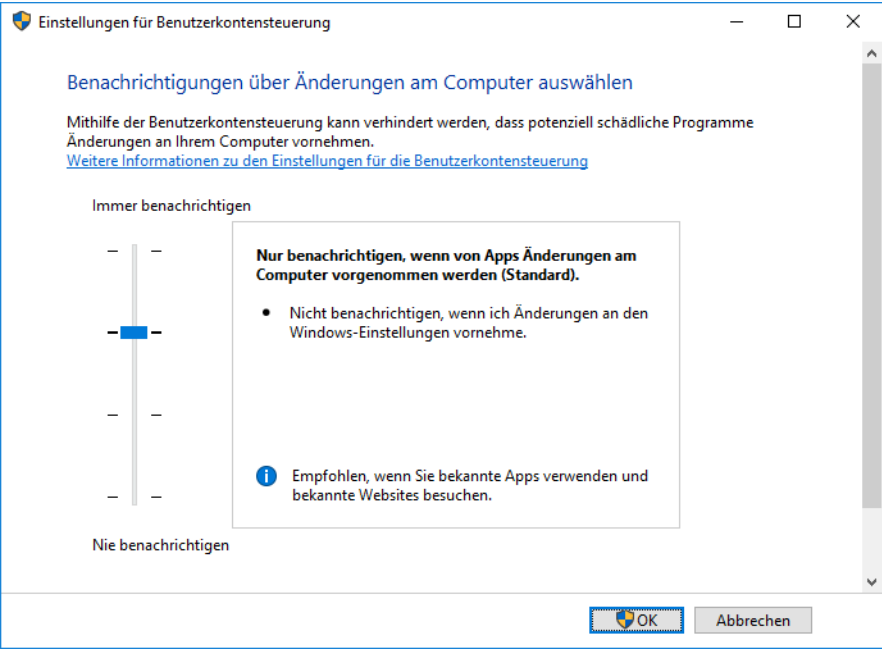 Einstellungen für Benutzerkontensteuerung
Benachrichtigungen über Änderungen am Computer auswählen
Mithilfe der Benutzerkontensteuerung kann verhindert werden, dass potenziell schädliche Programme
Änderungen an Ihrem Computer vornehmen.
Weitere Informationen zu den Einstellungen für die Benutzerkontensteuerung
Immer benachrichtigen
Nur benachrichtigen, wenn von Apps Änderungen am
Computer vorgenommen werden (Standard).
Nicht benachrichtigen, wenn ich Änderungen an den
Windows-Einstellungen vornehme.
Empfohlen, wenn Sie bekannte Apps verwenden und
bekannte Websites besuchen.
Nie benachrichtigen
OK
Abbrechen